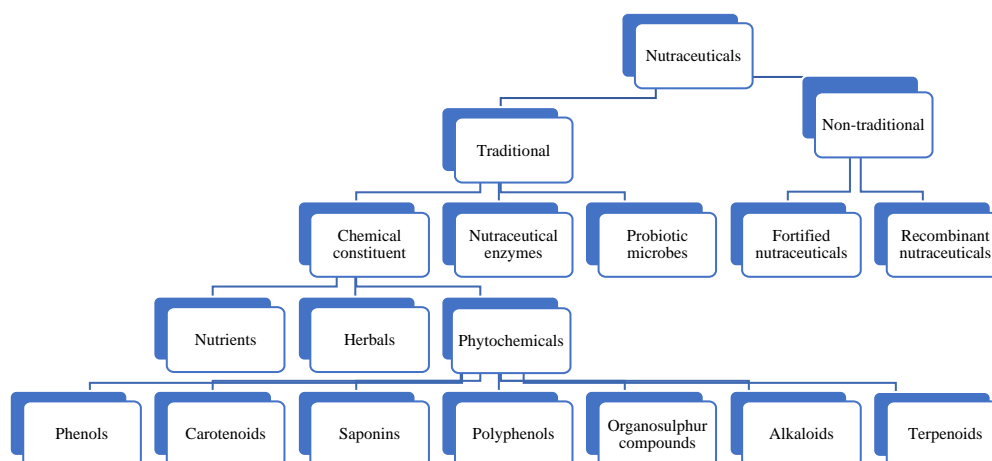 Nutraceuticals
Non-traditional
Traditional
Chemical
constituent
Nutraceutical
enzymes
Probiotic
microbes
Fortified
nutraceuticals
Recombinant
nutraceuticals
Nutrients
Herbals
Phytochemicals
Phenols
Carotenoids
Saponins
Polyphenols
Organosulphur
compounds
Alkaloids
Terpenoids